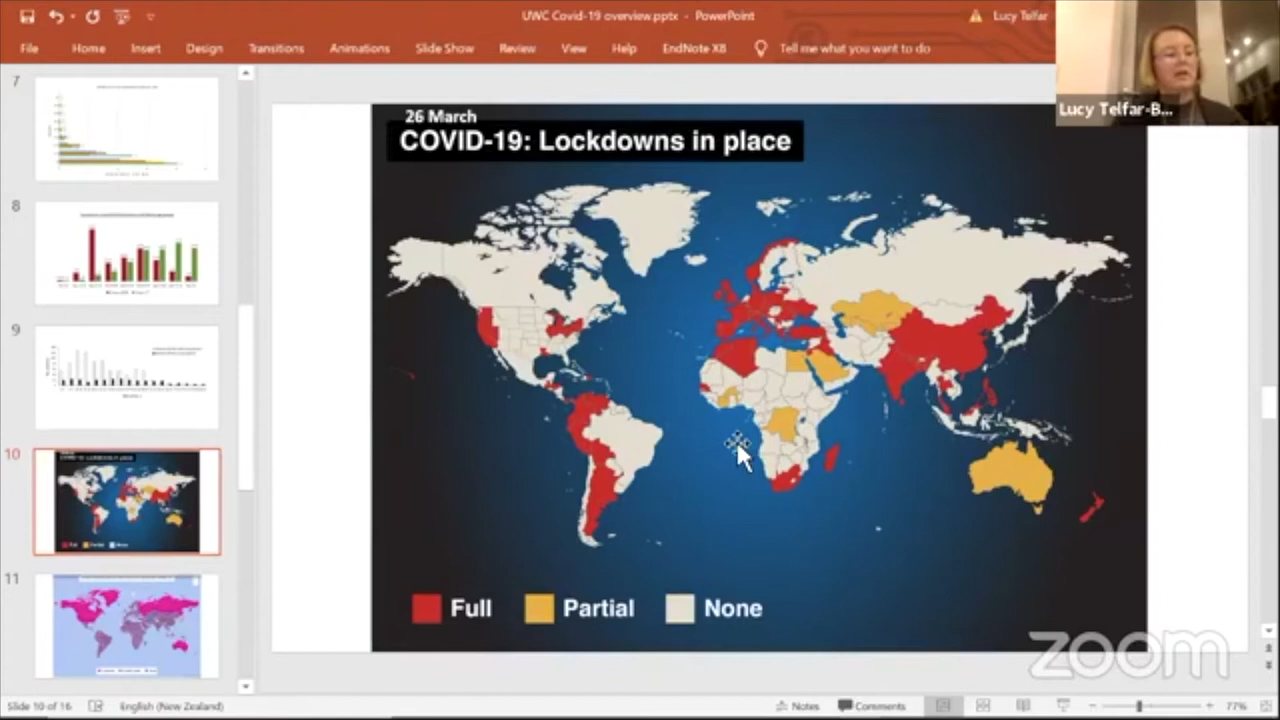 UWC Covid-19 overview.pptx - PowerPoint
Lucy Telfar
File Home Insert Design Transitions Animations Slide Show Review View Help EndNote X8 Tell me what you want to do
Lucy Telfar-B...
7
8
9
10
11
26 March
COVID-19: Lockdowns in place
Full Partial None
zoom
Slide 10 of 16 English (New Zealand) Notes Comments 77%